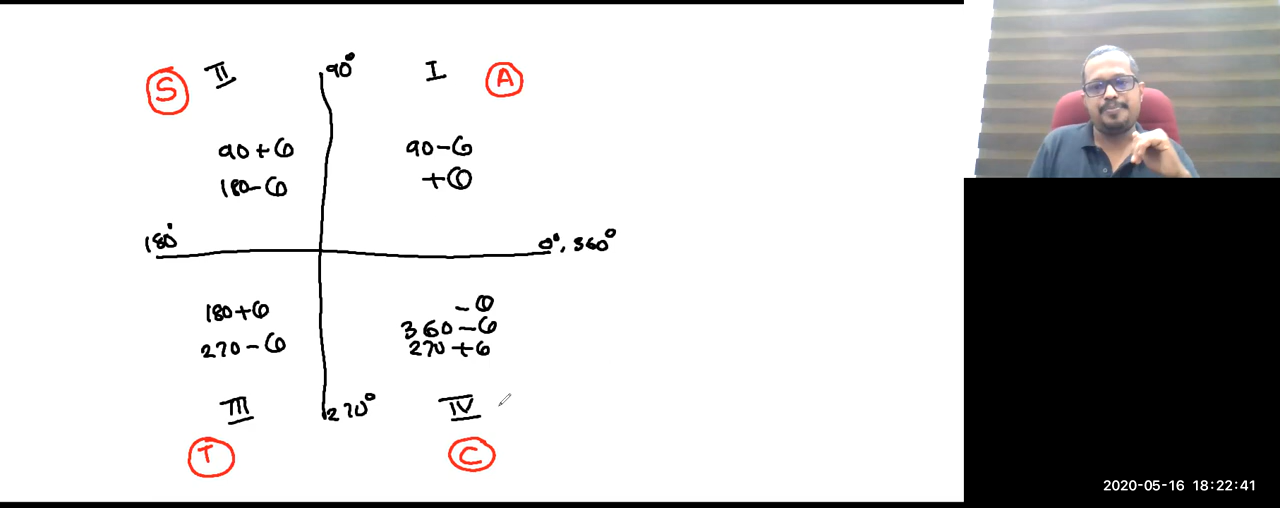 S II 90° I A
90+θ 90-θ
180-θ +θ
180° 0°, 360°
180+θ -θ
270-θ 360-θ
270+θ
III 270° IV
T C
2020-05-16 18:22:41